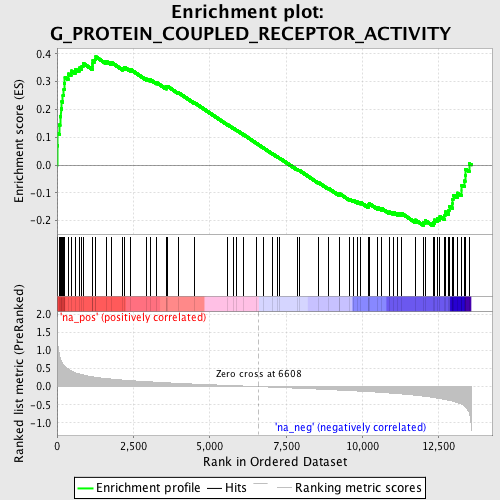 Enrichment plot:
G_PROTEIN_COUPLED_RECEPTOR_ACTIVITY
Enrichment score (ES)
0.4
0.3
0.2
0.1
0.0
-0.1
-0.2
Ranked list metric (PreRanked)
2.0
1.5
1.0
0.5
0.0
-0.5
-1.0
'na_pos' (positively correlated)
Zero cross at 6608
'na_neg' (negatively correlated)
0
2,500
5,000
7,500
10,000
12,500
Rank in Ordered Dataset
Enrichment profile
Hits
Ranking metric scores